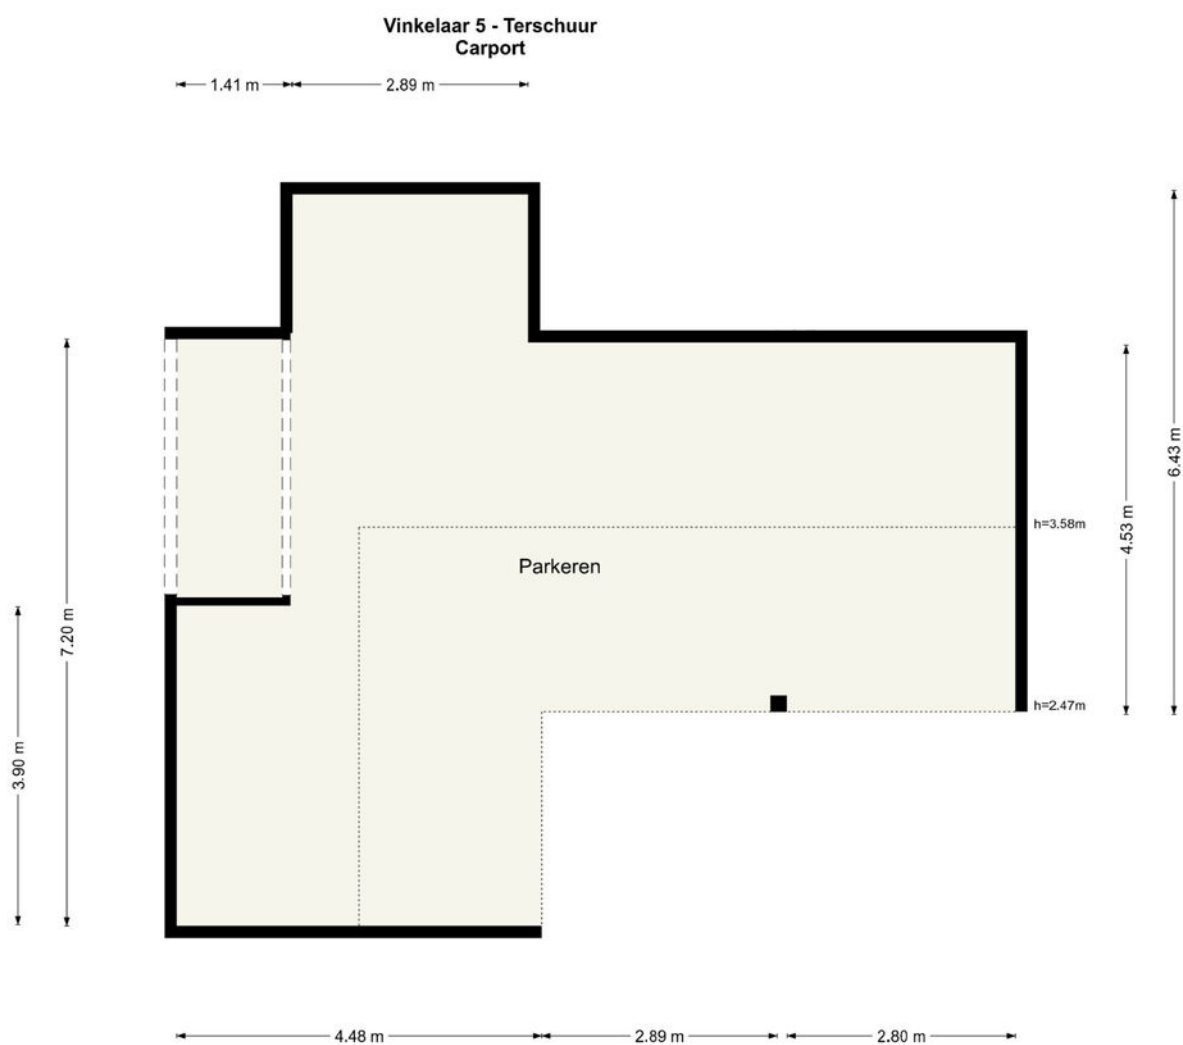 Vinkelaar 5 - Terschuur
Carport
1.41 m
2.89 m
6.43 m
4.53 m
h=3.58m
Parkeren
7.20 m
h=2.47m
3.90 m
4.48 m
2.89 m
2.80 m